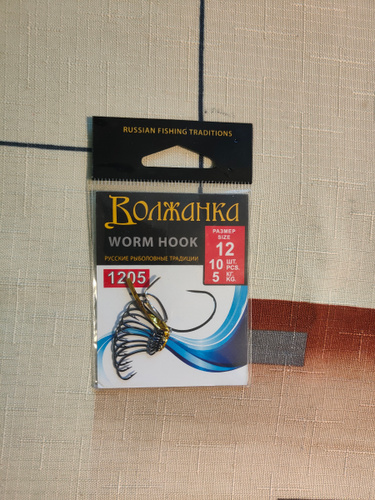 RUSSIAN FISHING TRADITIONS
Волжанка
WORM HOOK
РУССКИЕ РЫБОЛОВНЫЕ ТРАДИЦИИ
1205
РАЗМЕР
SIZE
12
10 ШТ. PCS.
5 КГ. KG.